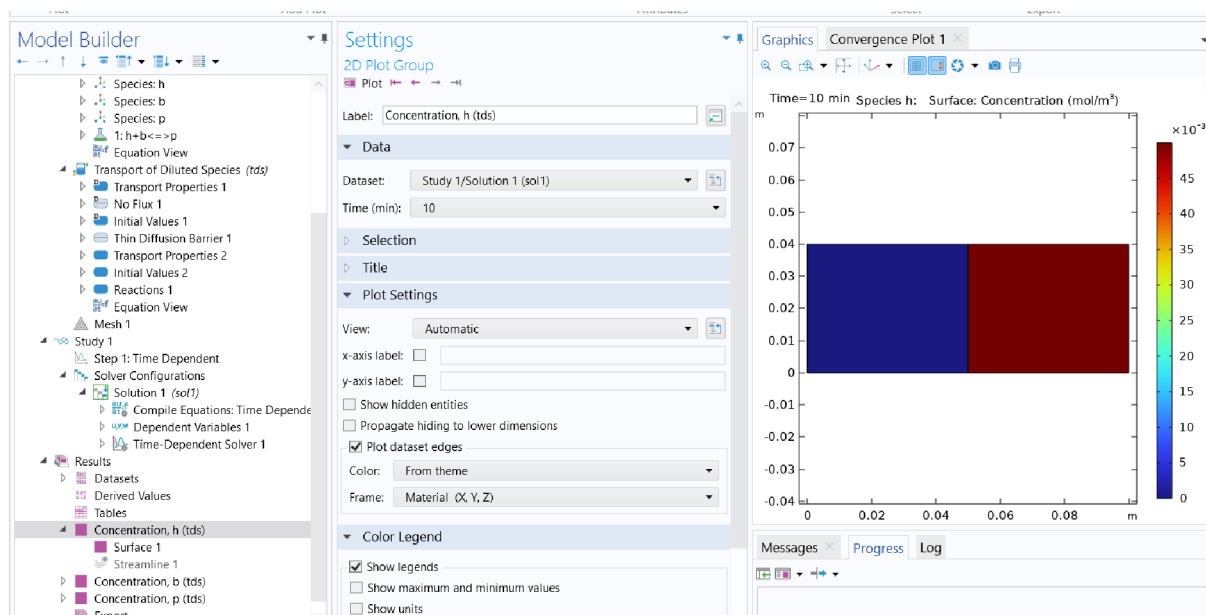 Model Builder
Species: h
Species: b
Species: p
1: h+b<=>p
Equation View
Transport of Diluted Species (tds)
Transport Properties 1
No Flux 1
Initial Values 1
Thin Diffusion Barrier 1
Transport Properties 2
Initial Values 2
Reactions 1
Equation View
Mesh 1
Study 1
Step 1: Time Dependent
Solver Configurations
Solution 1 (sol1)
Compile Equations: Time Depende
Dependent Variables 1
Time-Dependent Solver 1
Results
Datasets
Derived Values
Tables
Concentration, h (tds)
Surface 1
Streamline 1
Concentration, b (tds)
Concentration, p (tds)
Export
Settings
2D Plot Group
Plot
Label: Concentration, h (tds)
Data
Dataset: Study 1/Solution 1 (sol1)
Time (min): 10
Selection
Title
Plot Settings
View: Automatic
x-axis label:
y-axis label:
Show hidden entities
Propagate hiding to lower dimensions
Plot dataset edges
Color: From theme
Frame: Material (X, Y, Z)
Color Legend
Show legends
Show maximum and minimum values
Show units
Graphics Convergence Plot 1
Time=10 min Species h: Surface: Concentration (mol/m³)
m
×10⁻³
0.07
0.06
0.05
0.04
0.03
0.02
0.01
0
-0.01
-0.02
-0.03
-0.04
0 0.02 0.04 0.06 0.08 m
45
40
35
30
25
20
15
10
5
0
Messages Progress Log